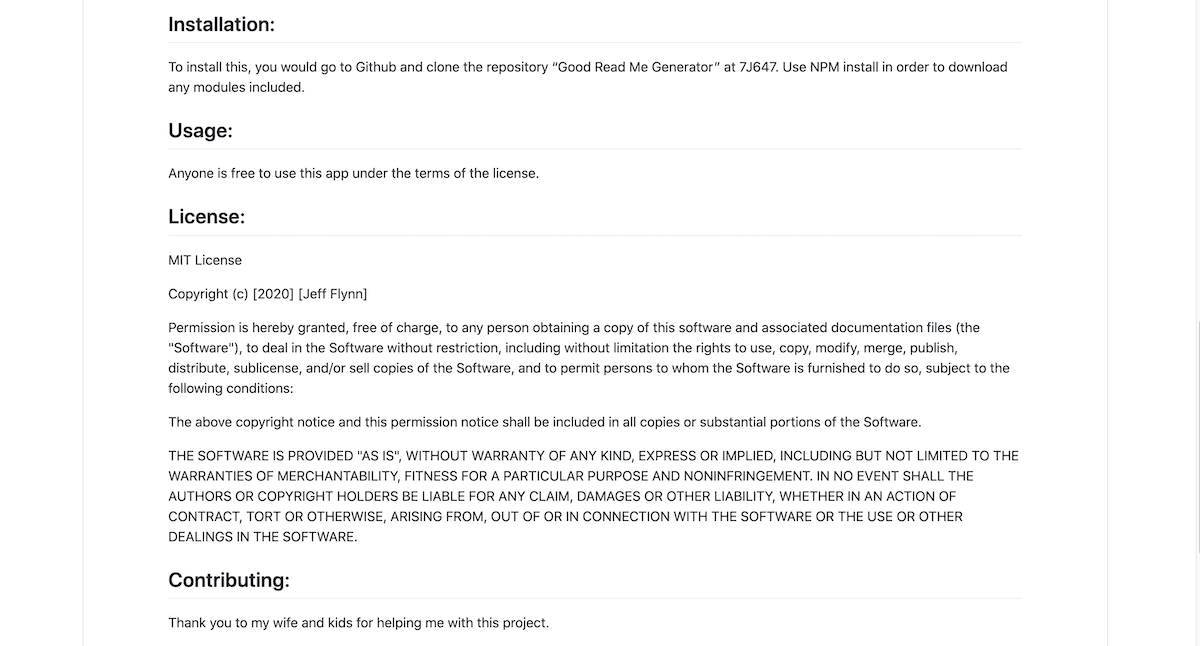 Installation:
To install this, you would go to Github and clone the repository “Good Read Me Generator” at 7J647. Use NPM install in order to download
any modules included.
Usage:
Anyone is free to use this app under the terms of the license.
License:
MIT License
Copyright (c) [2020] [Jeff Flynn]
Permission is hereby granted, free of charge, to any person obtaining a copy of this software and associated documentation files (the
"Software"), to deal in the Software without restriction, including without limitation the rights to use, copy, modify, merge, publish,
distribute, sublicense, and/or sell copies of the Software, and to permit persons to whom the Software is furnished to do so, subject to the
following conditions:
The above copyright notice and this permission notice shall be included in all copies or substantial portions of the Software.
THE SOFTWARE IS PROVIDED "AS IS", WITHOUT WARRANTY OF ANY KIND, EXPRESS OR IMPLIED, INCLUDING BUT NOT LIMITED TO THE
WARRANTIES OF MERCHANTABILITY, FITNESS FOR A PARTICULAR PURPOSE AND NONINFRINGEMENT. IN NO EVENT SHALL THE
AUTHORS OR COPYRIGHT HOLDERS BE LIABLE FOR ANY CLAIM, DAMAGES OR OTHER LIABILITY, WHETHER IN AN ACTION OF
CONTRACT, TORT OR OTHERWISE, ARISING FROM, OUT OF OR IN CONNECTION WITH THE SOFTWARE OR THE USE OR OTHER
DEALINGS IN THE SOFTWARE.
Contributing:
Thank you to my wife and kids for helping me with this project.